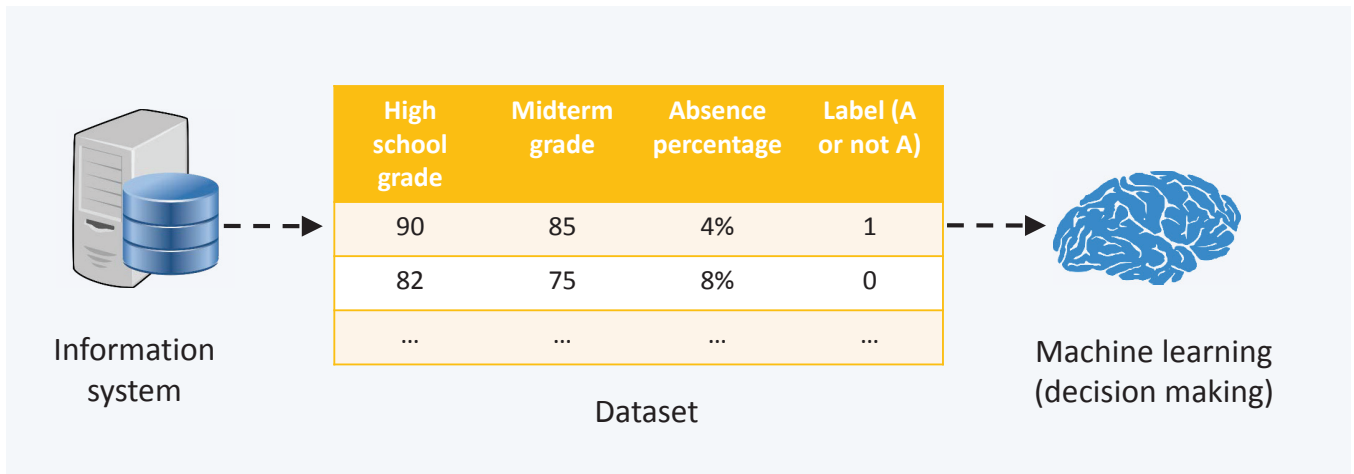 High school grade Midterm grade Absence percentage Label (A or not A)
90 85 4% 1
82 75 8% 0
... ... ... ...
Information system
Dataset
Machine learning (decision making)